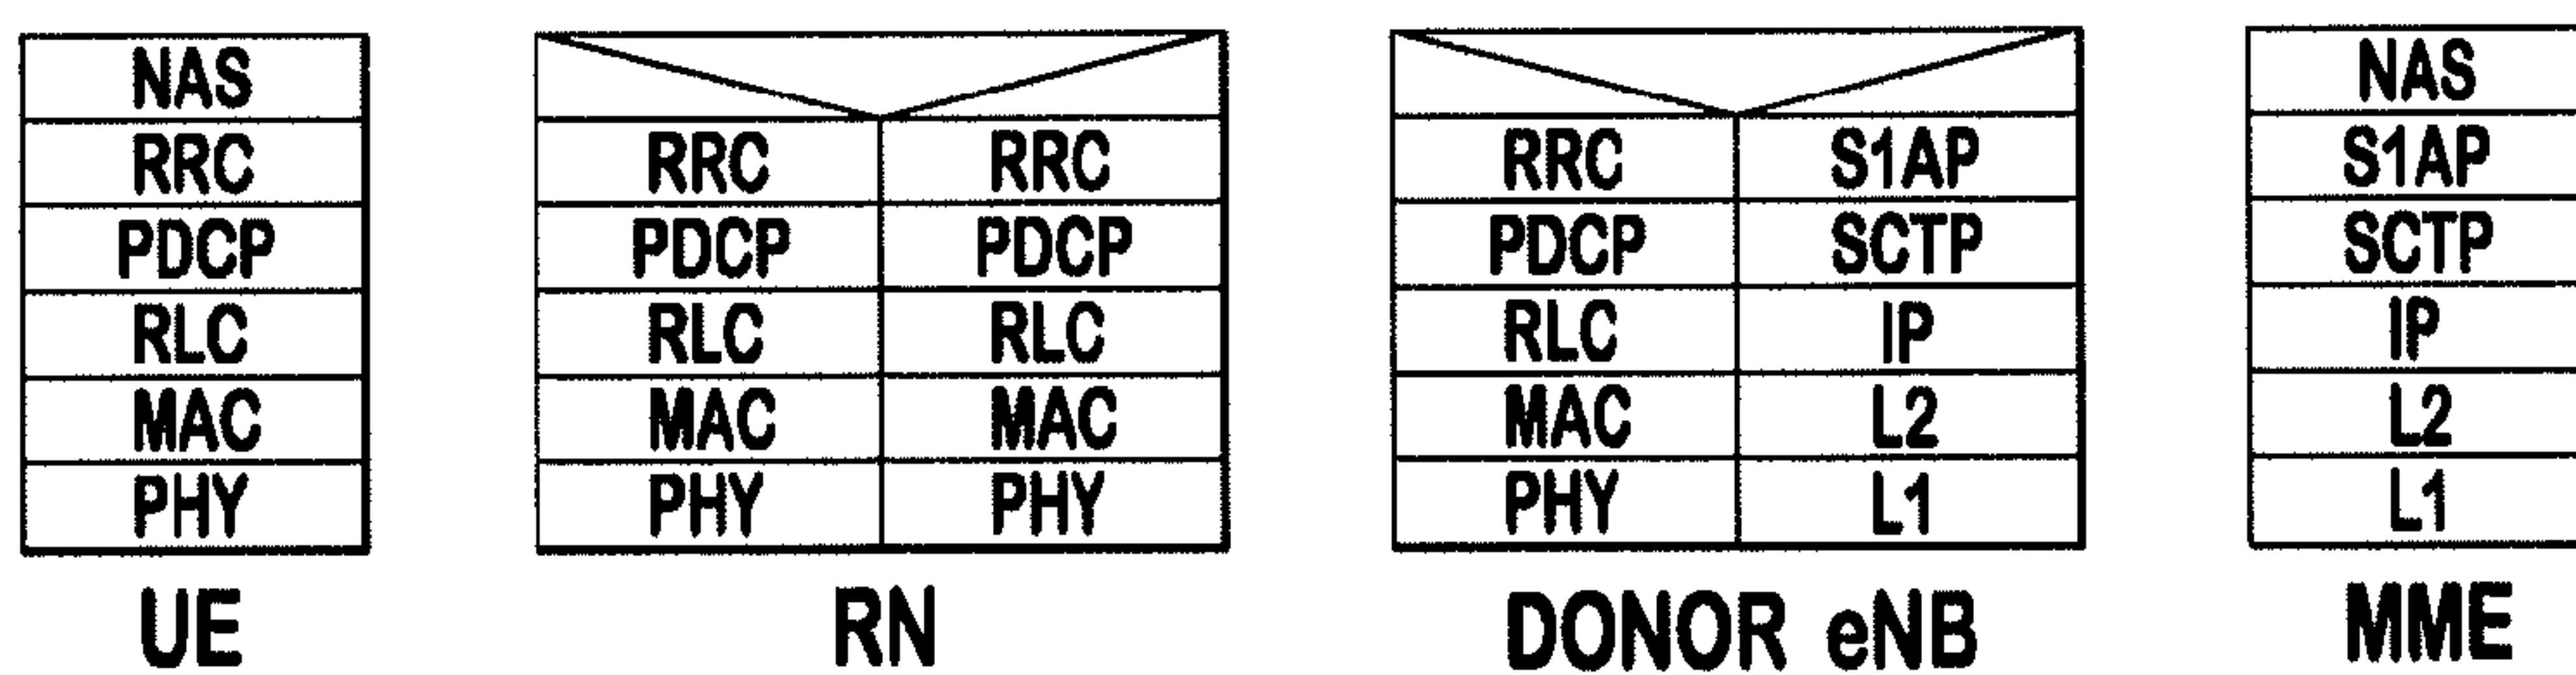 NAS
RRC
PDCP
RLC
MAC
PHY
UE
RRC RRC
PDCP PDCP
RLC RLC
MAC MAC
PHY PHY
RN
RRC S1AP
PDCP SCTP
RLC IP
MAC L2
PHY L1
DONOR eNB
NAS
S1AP
SCTP
IP
L2
L1
MME